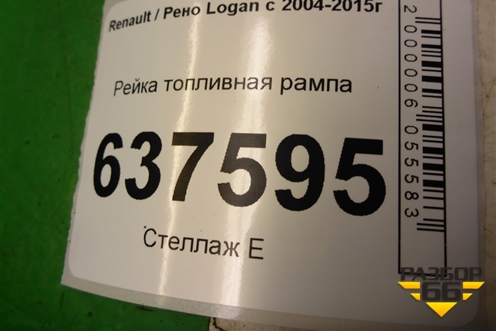 Renault / Рено Logan с 2004-2015г
Рейка топливная рампа
637595
Стеллаж Е
2000006055583
РАЗБОР
66